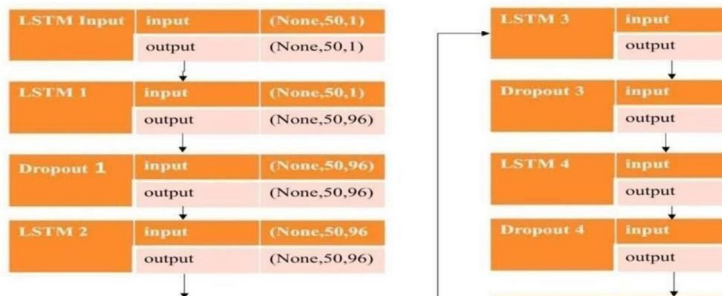 LSTM Input input (None,50,1)
output (None,50,1)
LSTM 1 input (None,50,1)
output (None,50,96)
Dropout 1 input (None,50,96)
output (None,50,96)
LSTM 2 input (None,50,96
output (None,50,96)
LSTM 3 input
output
Dropout 3 input
output
LSTM 4 input
output
Dropout 4 input
output